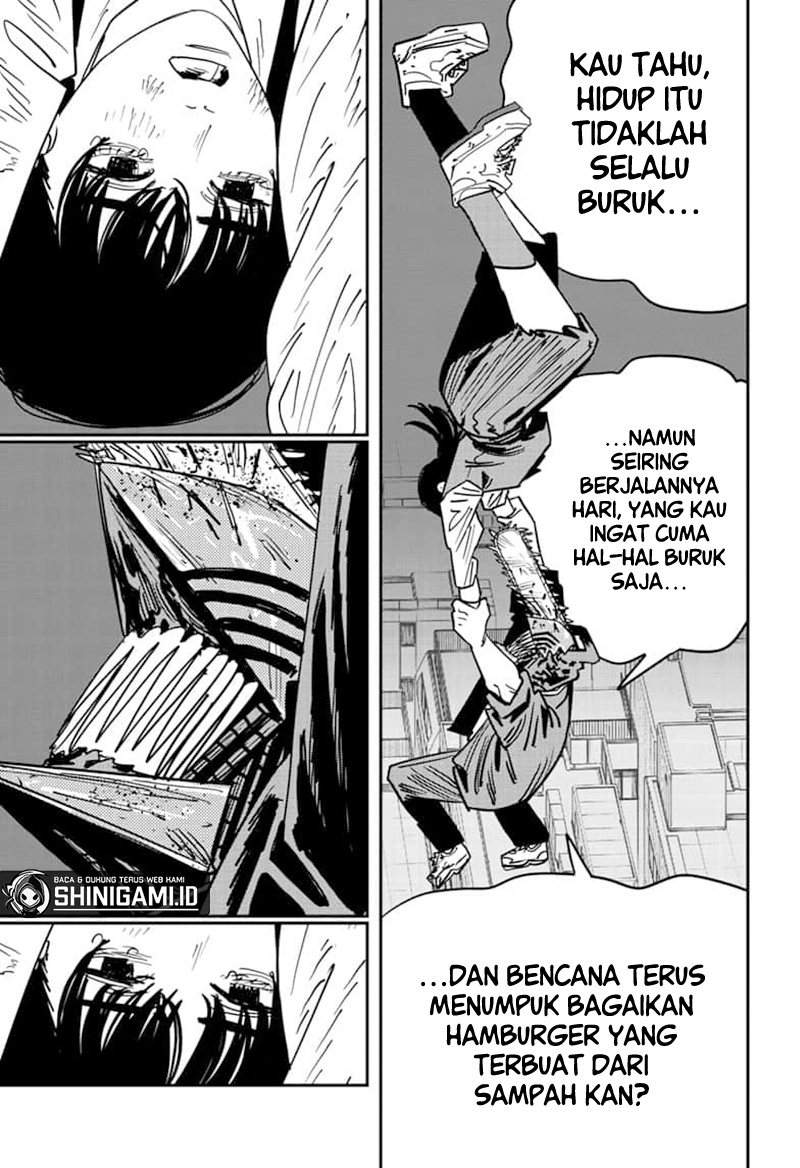 KAU TAHU,
HIDUP ITU
TIDAKLAH
SELALU
BURUK...
...NAMUN
SEIRING
BERJALANNYA
HARI, YANG KAU
INGAT CUMA
HAL-HAL BURUK
SAJA...
...DAN BENCANA TERUS
MENUMPUK BAGAIKAN
HAMBURGER YANG
TERBUAT DARI
SAMPAH KAN?
BACA & DUKUNG TERUS WEB KAMI
SHINIGAMI.ID